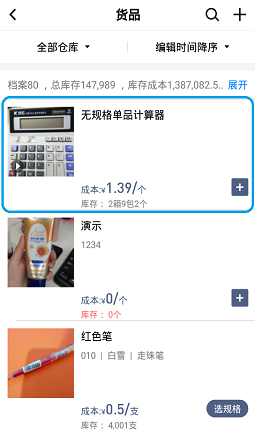 货品
全部仓库 编辑时间降序
档案80 ，总库存147,989 ，库存成本1,387,082.5.. 展开
无规格单品计算器
成本:¥1.39/个
库存： 2箱9包2个
演示
1234
成本:¥0/个
库存： 0个
红色笔
010 | 白雪 | 走珠笔
成本:¥0.5/支
选规格
库存： 4,001支